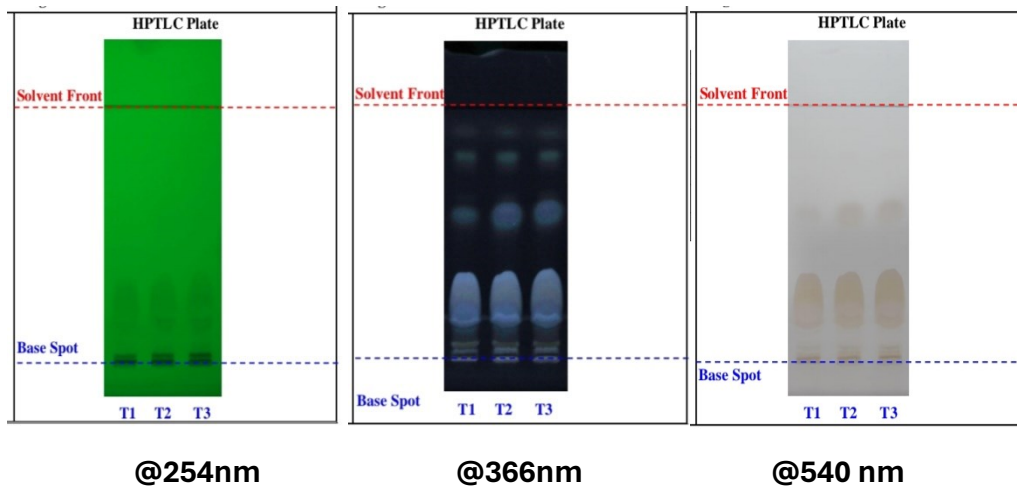 HPTLC Plate
Solvent Front
Base Spot
T1 T2 T3
@254nm
HPTLC Plate
Solvent Front
Base Spot
T1 T2 T3
@366nm
HPTLC Plate
Solvent Front
Base Spot
T1 T2 T3
@540 nm